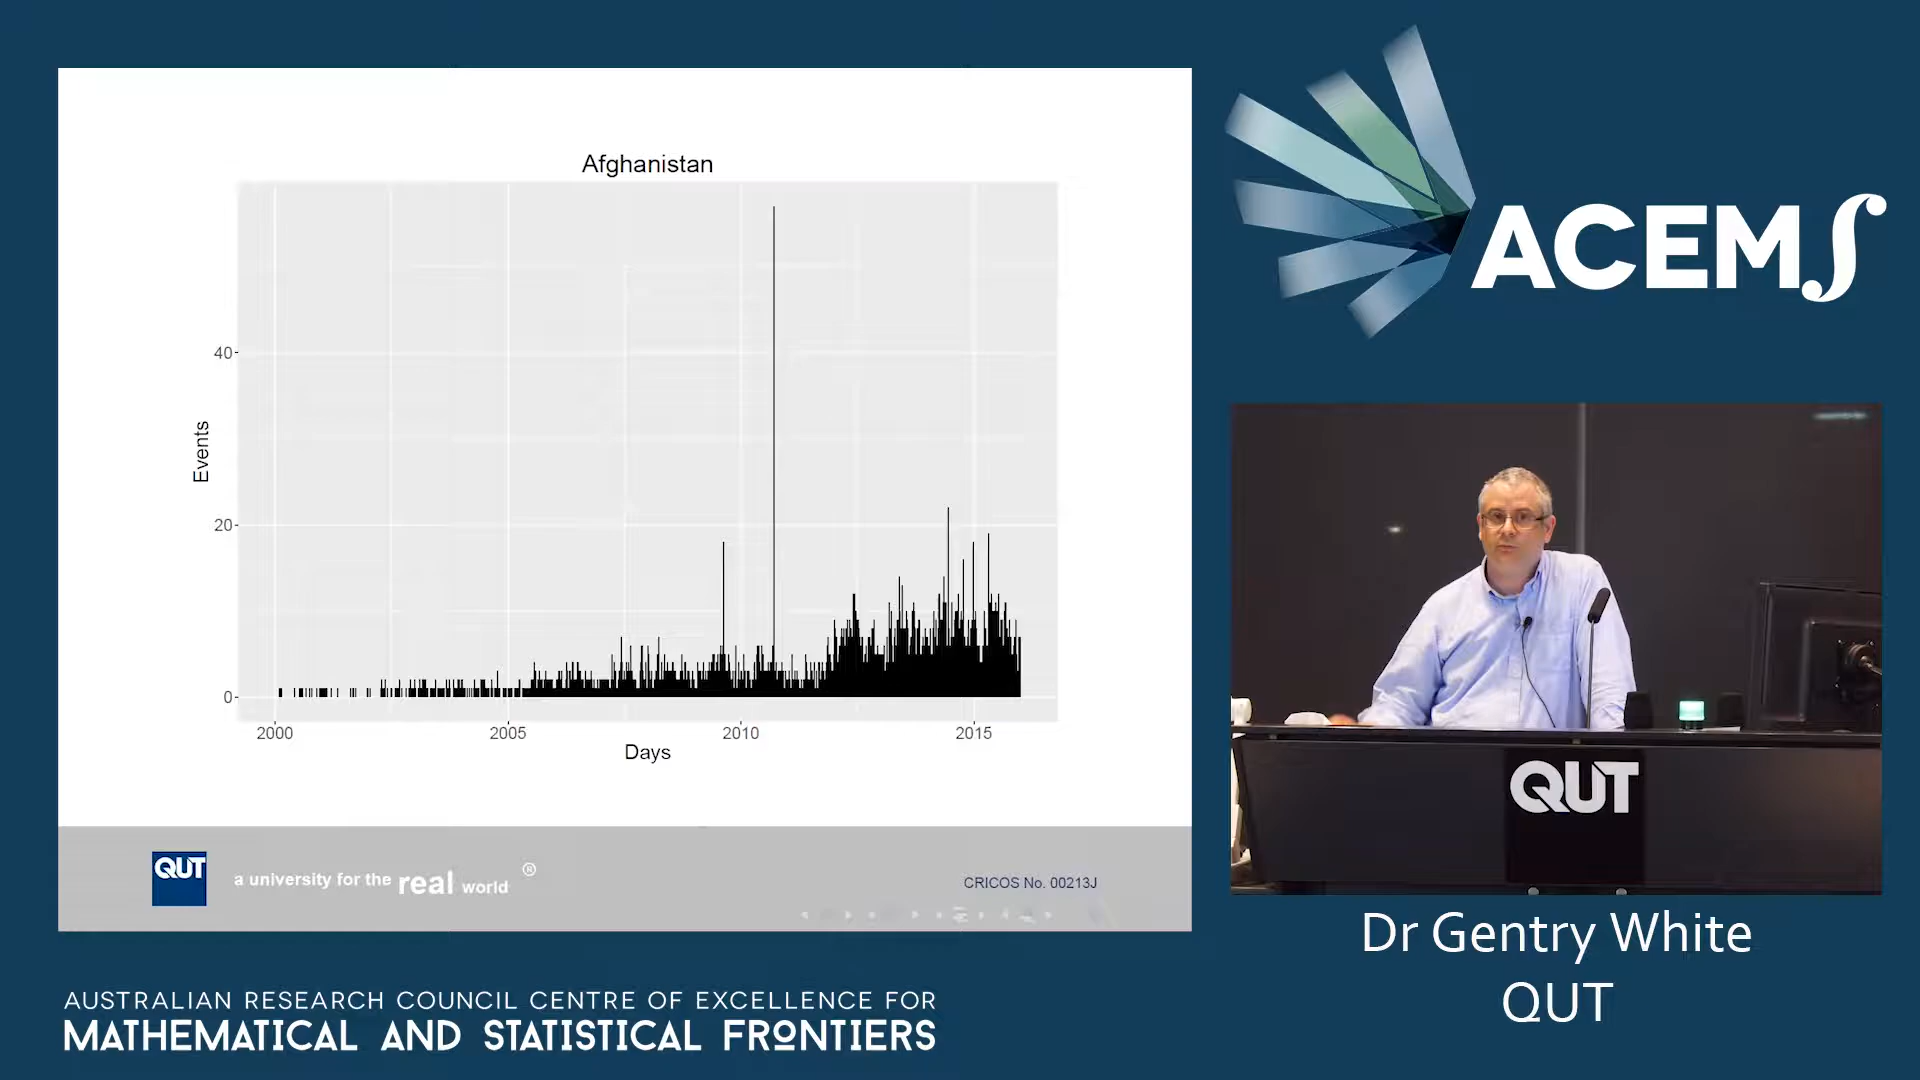 Afghanistan
Events
40
20
0
2000 2005 2010 2015
Days
QUT
a university for the real world ®
CRICOS No. 00213J
ACEMS
QUT
Dr Gentry White
QUT
AUSTRALIAN RESEARCH COUNCIL CENTRE OF EXCELLENCE FOR
MATHEMATICAL AND STATISTICAL FRONTIERS